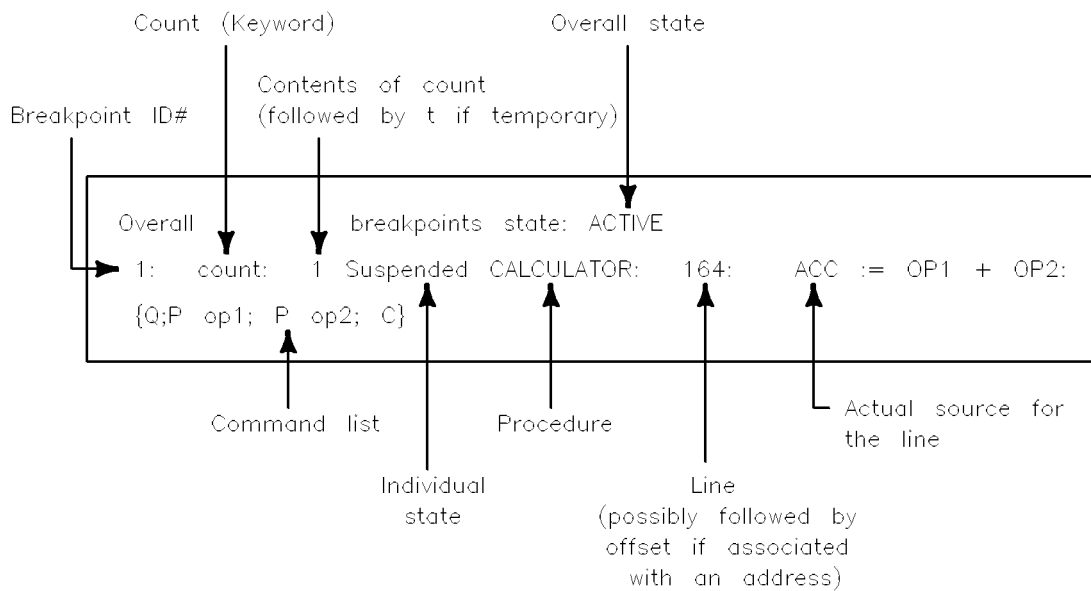 Count (Keyword)
Overall state
Contents of count
(followed by t if temporary)
Breakpoint ID#
Overall breakpoints state: ACTIVE
1: count: 1 Suspended CALCULATOR: 164: ACC := OP1 + OP2:
{Q;P op1; P op2; C}
Command list
Procedure
Actual source for
the line
Individual
state
Line
(possibly followed by
offset if associated
with an address)